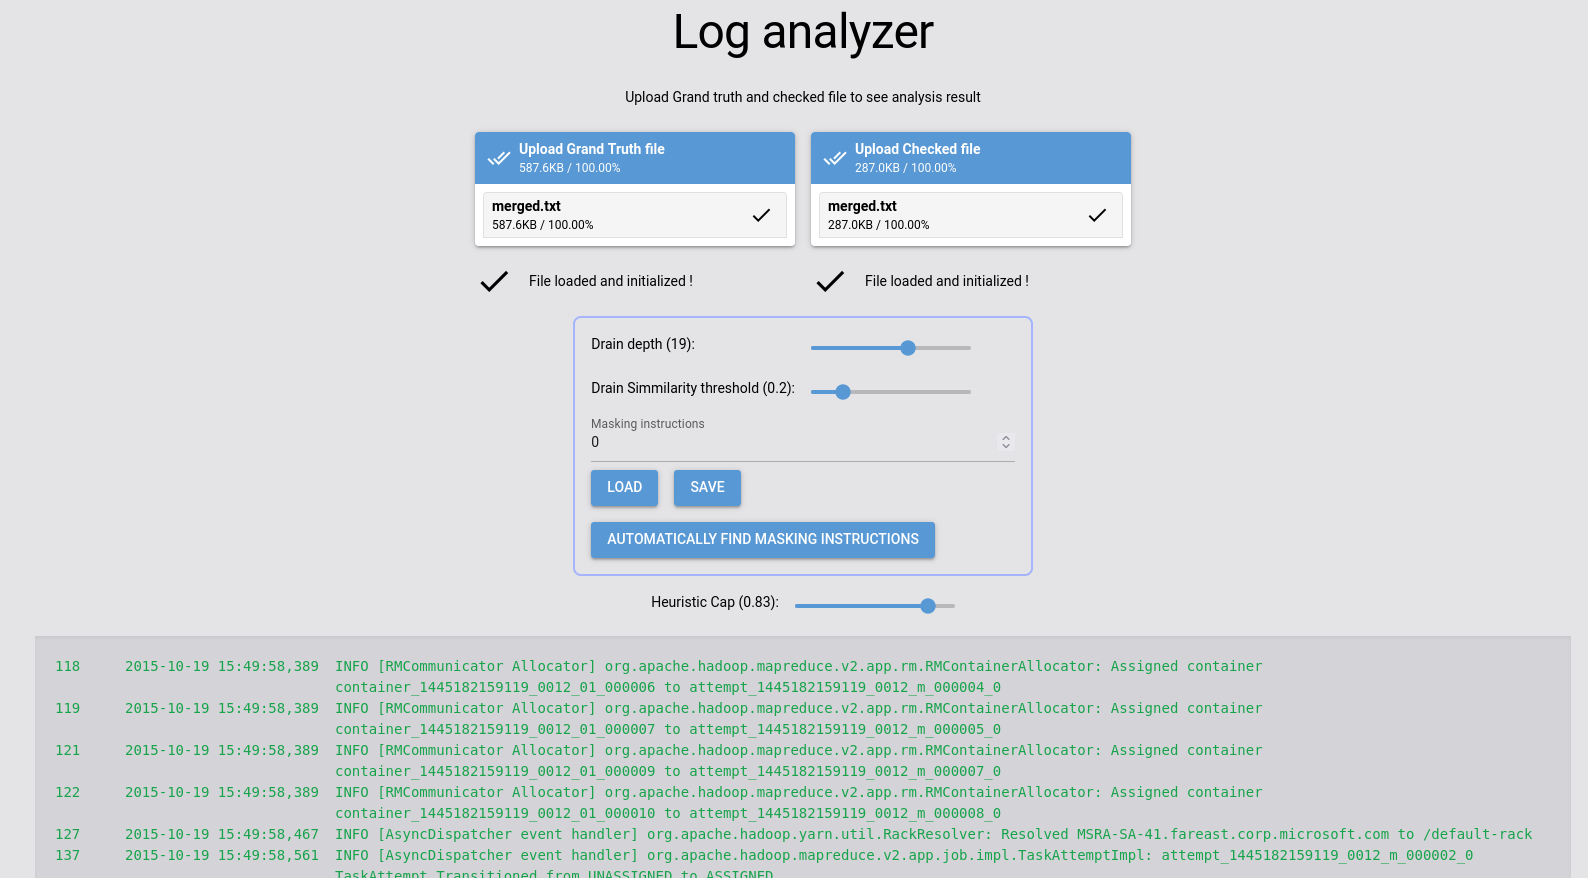 Log analyzer
Upload Grand truth and checked file to see analysis result
Upload Grand Truth file
587.6KB / 100.00%
merged.txt
587.6KB / 100.00%
Upload Checked file
287.0KB / 100.00%
merged.txt
287.0KB / 100.00%
File loaded and initialized !
File loaded and initialized !
Drain depth (19):
Drain Simmilarity threshold (0.2):
Masking instructions
0
LOAD
SAVE
AUTOMATICALLY FIND MASKING INSTRUCTIONS
Heuristic Cap (0.83):
118 2015-10-19 15:49:58,389 INFO [RMCommunicator Allocator] org.apache.hadoop.mapreduce.v2.app.rm.RMContainerAllocator: Assigned container
container_1445182159119_0012_01_000006 to attempt_1445182159119_0012_m_000004_0
119 2015-10-19 15:49:58,389 INFO [RMCommunicator Allocator] org.apache.hadoop.mapreduce.v2.app.rm.RMContainerAllocator: Assigned container
container_1445182159119_0012_01_000007 to attempt_1445182159119_0012_m_000005_0
121 2015-10-19 15:49:58,389 INFO [RMCommunicator Allocator] org.apache.hadoop.mapreduce.v2.app.rm.RMContainerAllocator: Assigned container
container_1445182159119_0012_01_000009 to attempt_1445182159119_0012_m_000007_0
122 2015-10-19 15:49:58,389 INFO [RMCommunicator Allocator] org.apache.hadoop.mapreduce.v2.app.rm.RMContainerAllocator: Assigned container
container_1445182159119_0012_01_000010 to attempt_1445182159119_0012_m_000008_0
127 2015-10-19 15:49:58,467 INFO [AsyncDispatcher event handler] org.apache.hadoop.yarn.util.RackResolver: Resolved MSRA-SA-41.fareast.corp.microsoft.com to /default-rack
137 2015-10-19 15:49:58,561 INFO [AsyncDispatcher event handler] org.apache.hadoop.mapreduce.v2.app.job.impl.TaskAttemptImpl: attempt_1445182159119_0012_m_000002_0
TaskAttempt Transitioned from UNASSIGNED to ASSIGNED